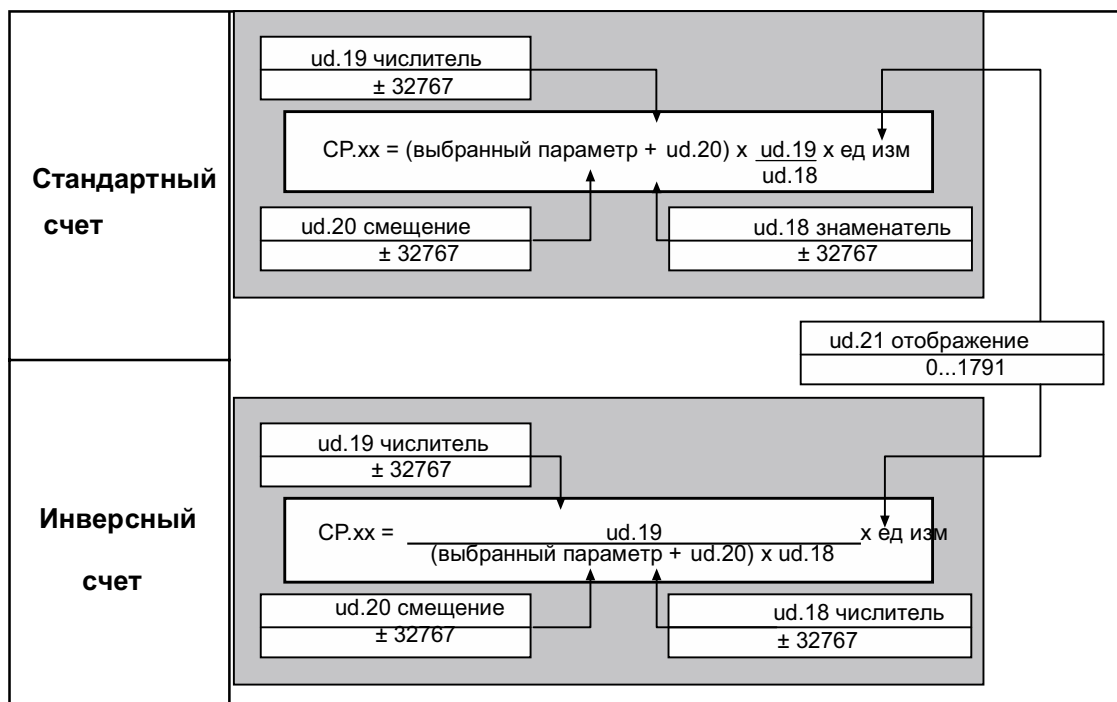 ud.19 числитель
± 32767
CP.xx = (выбранный параметр + ud.20) x ud.19 x ед изм
ud.18
Стандартный
счет
ud.20 смещение
± 32767
ud.18 знаменатель
± 32767
ud.21 отображение
0...1791
ud.19 числитель
± 32767
CP.xx = ud.19 x ед изм
(выбранный параметр + ud.20) x ud.18
Инверсный
счет
ud.20 смещение
± 32767
ud.18 числитель
± 32767